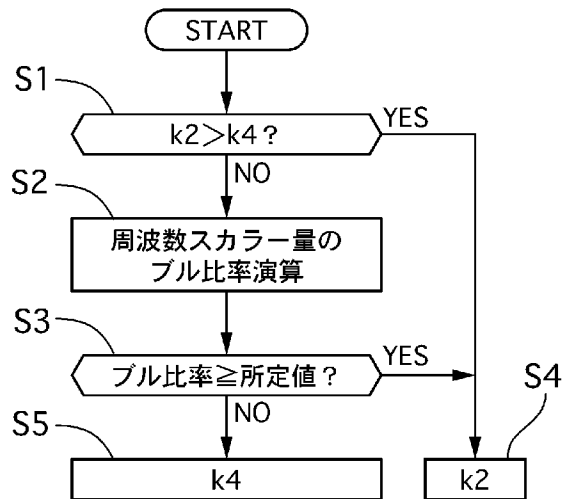 START
S1
k2>k4?
YES
NO
S2
周波数スカラー量の
ブル比率演算
S3
ブル比率≧所定値?
YES
NO
S4
S5
k4
k2